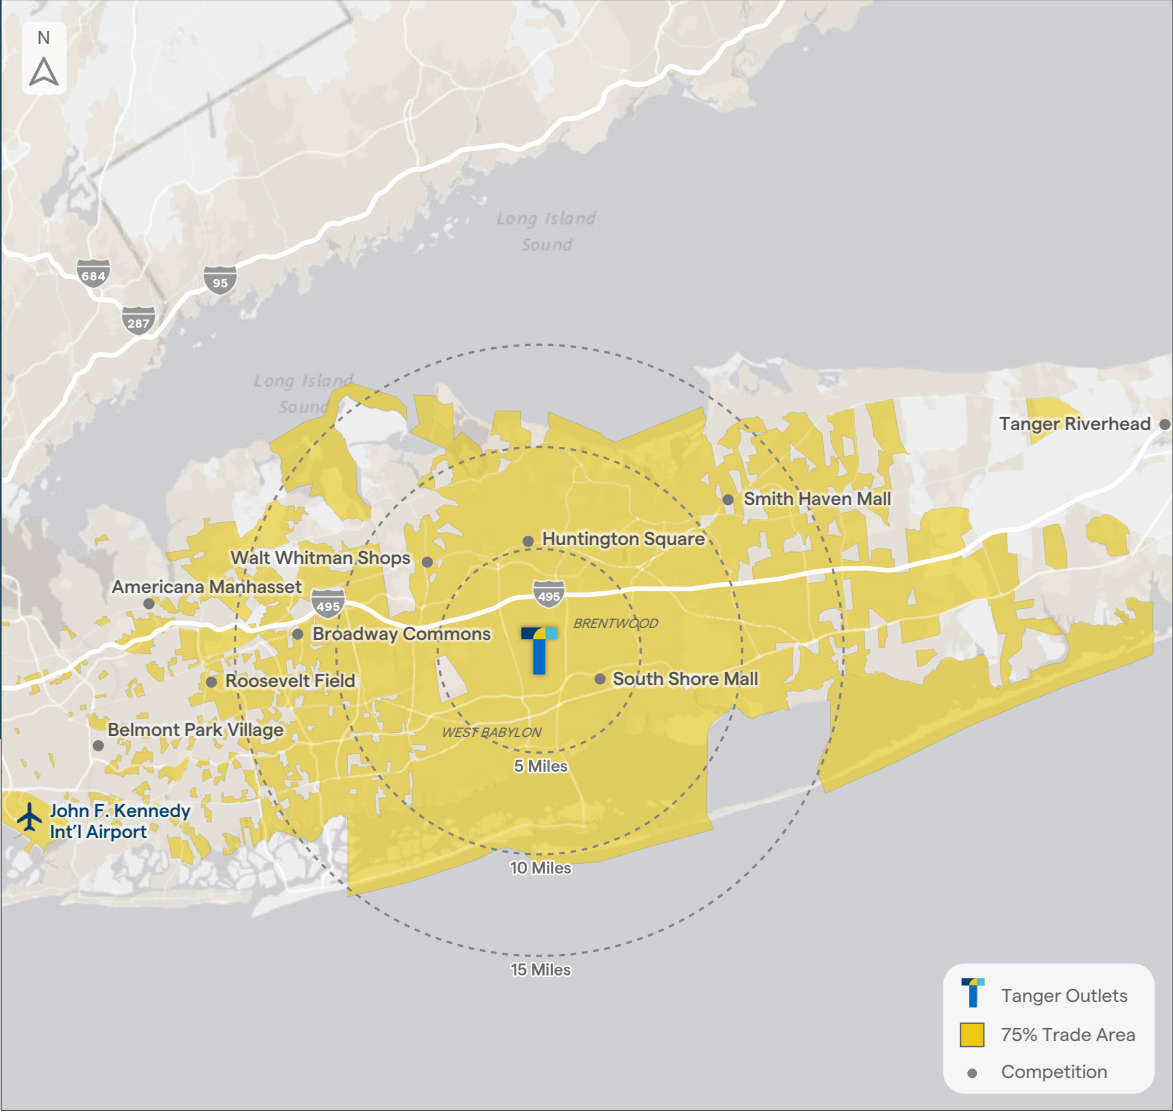 N
Long Island
Sound
684
95
287
Long Island
Sound
Tanger Riverhead
Smith Haven Mall
Huntington Square
Walt Whitman Shops
Americana Manhasset
495
495
BRENTWOOD
Broadway Commons
Roosevelt Field
South Shore Mall
Belmont Park Village
WEST BABYLON
5 Miles
John F. Kennedy
Int'l Airport
10 Miles
15 Miles
Tanger Outlets
75% Trade Area
Competition